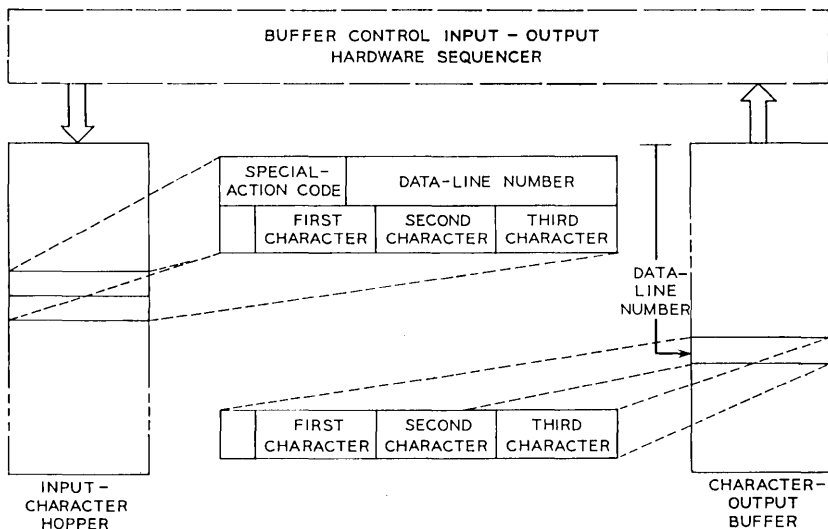 BUFFER CONTROL INPUT – OUTPUT
HARDWARE SEQUENCER
SPECIAL-
ACTION CODE
DATA-LINE NUMBER
FIRST
CHARACTER
SECOND
CHARACTER
THIRD
CHARACTER
DATA-
LINE
NUMBER
FIRST
CHARACTER
SECOND
CHARACTER
THIRD
CHARACTER
INPUT –
CHARACTER
HOPPER
CHARACTER–
OUTPUT
BUFFER